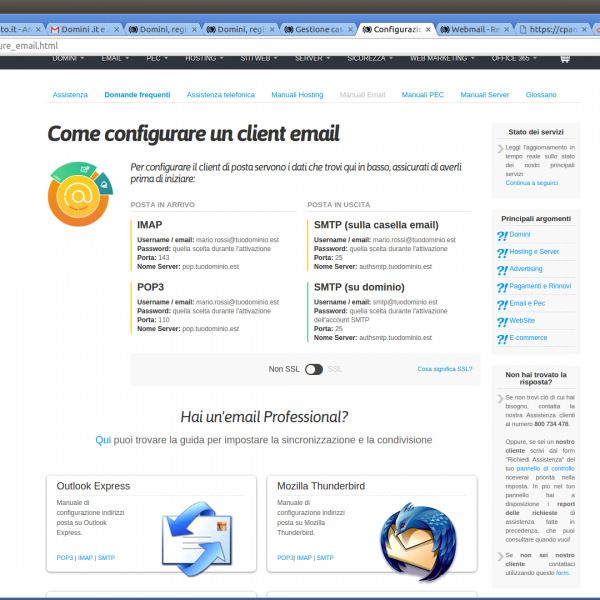 to.it - Ar
Domini .it e
Domini, regi
Domini, regi
Gestione cas
Configurazio
Webmail - Re
https://cpan
ure_email.html
DOMINI
EMAIL
PEC
HOSTING
SITI WEB
SERVER
SICUREZZA
WEB MARKETING
OFFICE 365
Assistenza
Domande frequenti
Assistenza telefonica
Manuali Hosting
Manuali Email
Manuali PEC
Manuali Server
Glossario
Come configurare un client email
Per configurare il client di posta servono i dati che trovi qui in basso, assicurati di averli
prima di iniziare:
POSTA IN ARRIVO
IMAP
Username / email: mario.rossi@tuodominio.est
Password: quella scelta durante l'attivazione
Porta: 143
Nome Server: pop.tuodominio.est
POP3
Username / email: mario.rossi@tuodominio.est
Password: quella scelta durante l'attivazione
Porta: 110
Nome Server: pop.tuodominio.est
POSTA IN USCITA
SMTP (sulla casella email)
Username / email: mario.rossi@tuodominio.est
Password: quella scelta durante l'attivazione
Porta: 25
Nome Server: authsmtp.tuodominio.est
SMTP (su dominio)
Username / email: smtp@tuodominio.est
Password: quella scelta durante l'attivazione
dell'account SMTP
Porta: 25
Nome Server: authsmtp.tuodominio.est
Non SSL
SSL
Cosa significa SSL?
Hai un'email Professional?
Qui puoi trovare la guida per impostare la sincronizzazione e la condivisione
Outlook Express
Manuale di
configurazione indirizzi
posta su Outlook
Express.
POP3 | IMAP | SMTP
Mozilla Thunderbird
Manuale di
configurazione indirizzi
posta su Mozilla
Thunderbird.
POP3| IMAP | SMTP
Stato dei servizi
Leggi l'aggiornamento in
tempo reale sullo stato
dei nostri principali
servizi
Continua a seguirci
Principali argomenti
Domini
Hosting e Server
Advertising
Pagamenti e Rinnovi
Email e Pec
WebSite
E-commerce
Non hai trovato la
risposta?
Se non trovi ciò di cui hai
bisogno, contatta la
nostra Assistenza clienti
al numero 800 734 478.
Oppure, se sei un nostro
cliente scrivi dal form
"Richiedi Assistenza" del
tuo pannello di controllo
riceverai priorità nella
risposta. In più nel tuo
pannello hai a
disposizione i report
delle richieste di
assistenza fatte in
precedenza, che puoi
consultare quando vuoi!
Se non sei nostro
cliente contattaci
utilizzando questo form.